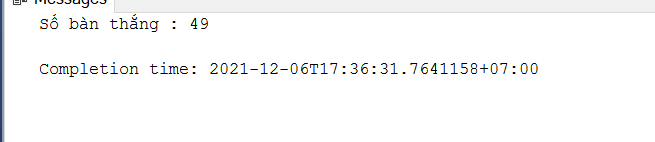 Messages
Số bàn thắng : 49
Completion time: 2021-12-06T17:36:31.7641158+07:00